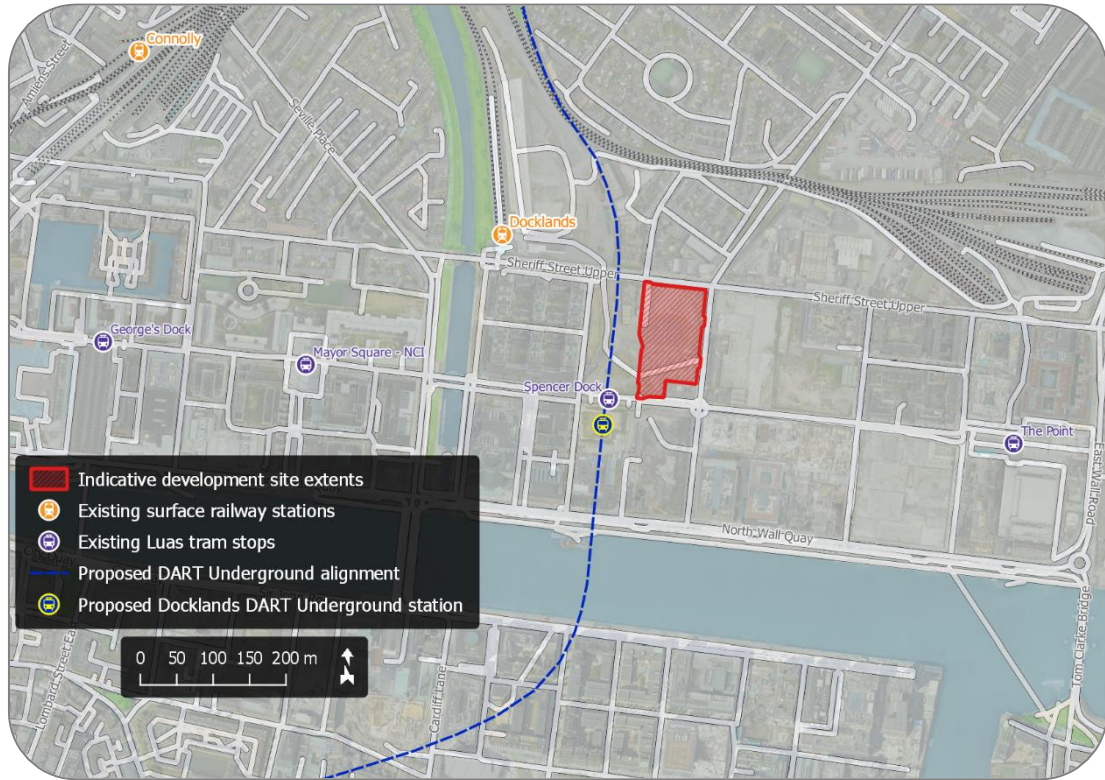 Connolly
Amiens Street
Seville Place
Docklands
Sheriff Street Upper
Sheriff Street Upper
George's Dock
Mayor Square - NCI
Spencer Dock
The Point
East Wall Road
North Wall Quay
Indicative development site extents
Existing surface railway stations
Existing Luas tram stops
Proposed DART Underground alignment
Proposed Docklands DART Underground station
0 50 100 150 200 m
Lombard Street East
Cardiff Lane
Tom Clarke Bridge